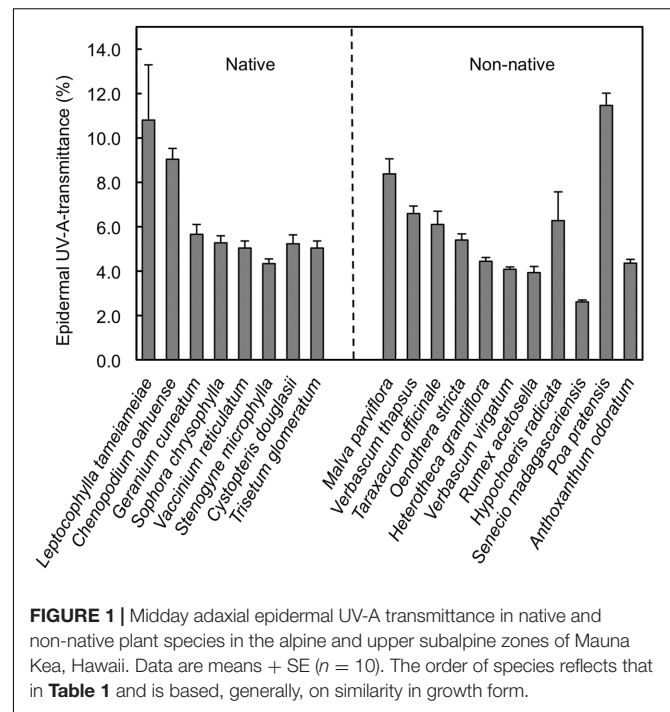 14.0
12.0
10.0
8.0
6.0
4.0
2.0
0.0
Epidermal UV-A-transmittance (%)
Native
Non-native
Leptocophylla tameiameiae
Chenopodium oahuense
Geranium cuneatum
Sophora chrysophylla
Vaccinium reticulatum
Stenogyne microphylla
Cystopteris douglasii
Trisetum glomeratum
Malva parviflora
Verbascum thapsus
Taraxacum officinale
Oenothera stricta
Heterotheca grandiflora
Verbascum virgatum
Rumex acetosella
Hypochoeris radicata
Senecio madagascariensis
Poa pratensis
Anthoxanthum odoratum
FIGURE 1 | Midday adaxial epidermal UV-A transmittance in native and
non-native plant species in the alpine and upper subalpine zones of Mauna
Kea, Hawaii. Data are means + SE (n = 10). The order of species reflects that
in Table 1 and is based, generally, on similarity in growth form.